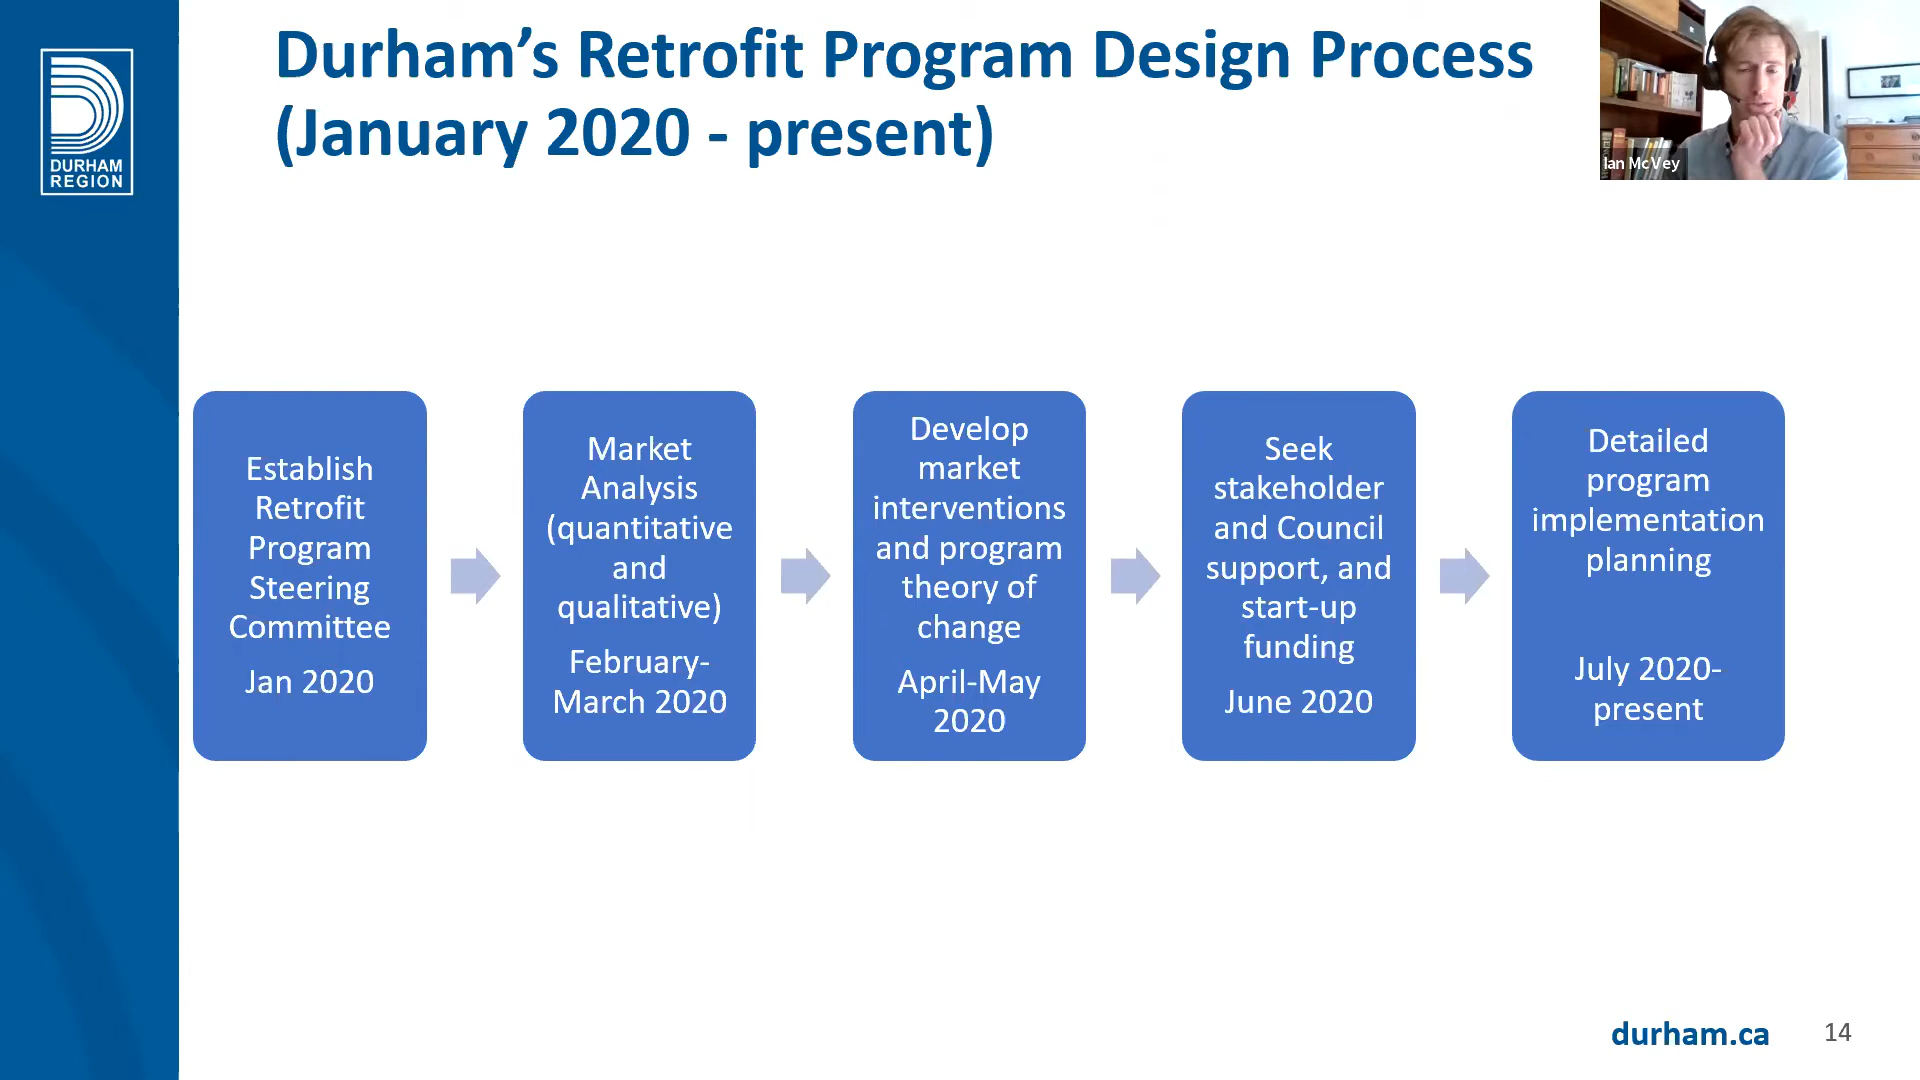 Durham’s Retrofit Program Design Process
(January 2020 - present)
DURHAM
REGION
Ian McVey
Establish
Retrofit
Program
Steering
Committee
Jan 2020
Market
Analysis
(quantitative
and
qualitative)
February-
March 2020
Develop
market
interventions
and program
theory of
change
April-May
2020
Seek
stakeholder
and Council
support, and
start-up
funding
June 2020
Detailed
program
implementation
planning
July 2020-
present
durham.ca
14